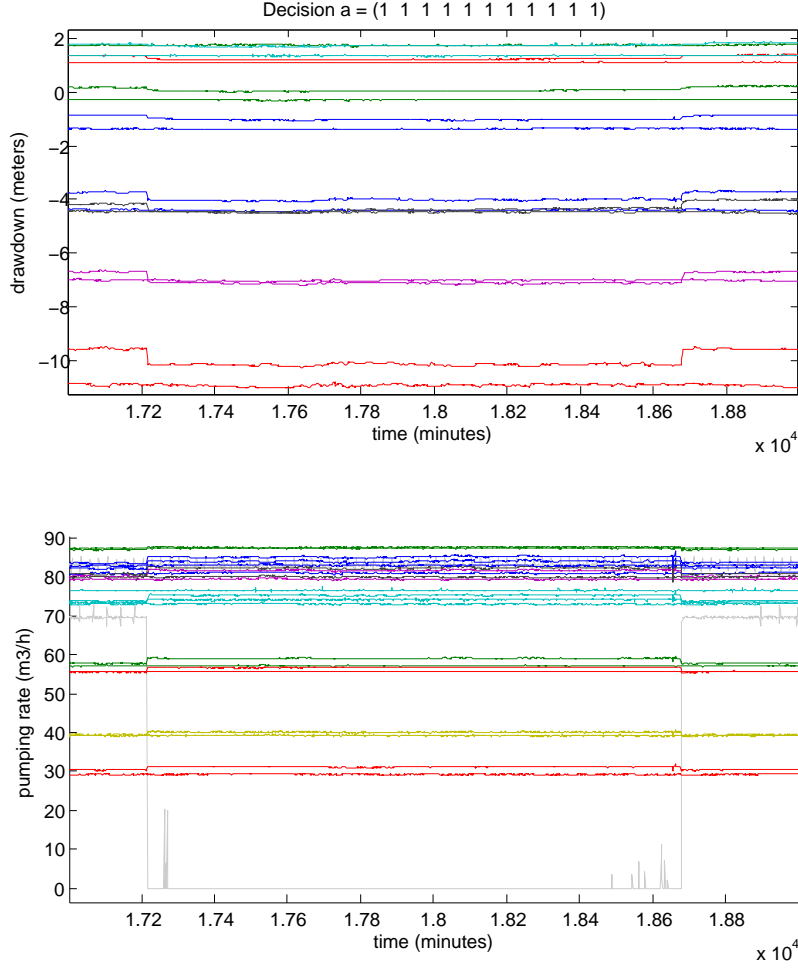 Decision a = (1 1 1 1 1 1 1 1 1 1 1)
2
0
−2
−4
−6
−8
−10
drawdown (meters)
1.72 1.74 1.76 1.78 1.8 1.82 1.84 1.86 1.88
time (minutes)
x 10^4
90
80
70
60
50
40
30
20
10
0
pumping rate (m3/h)
1.72 1.74 1.76 1.78 1.8 1.82 1.84 1.86 1.88
time (minutes)
x 10^4